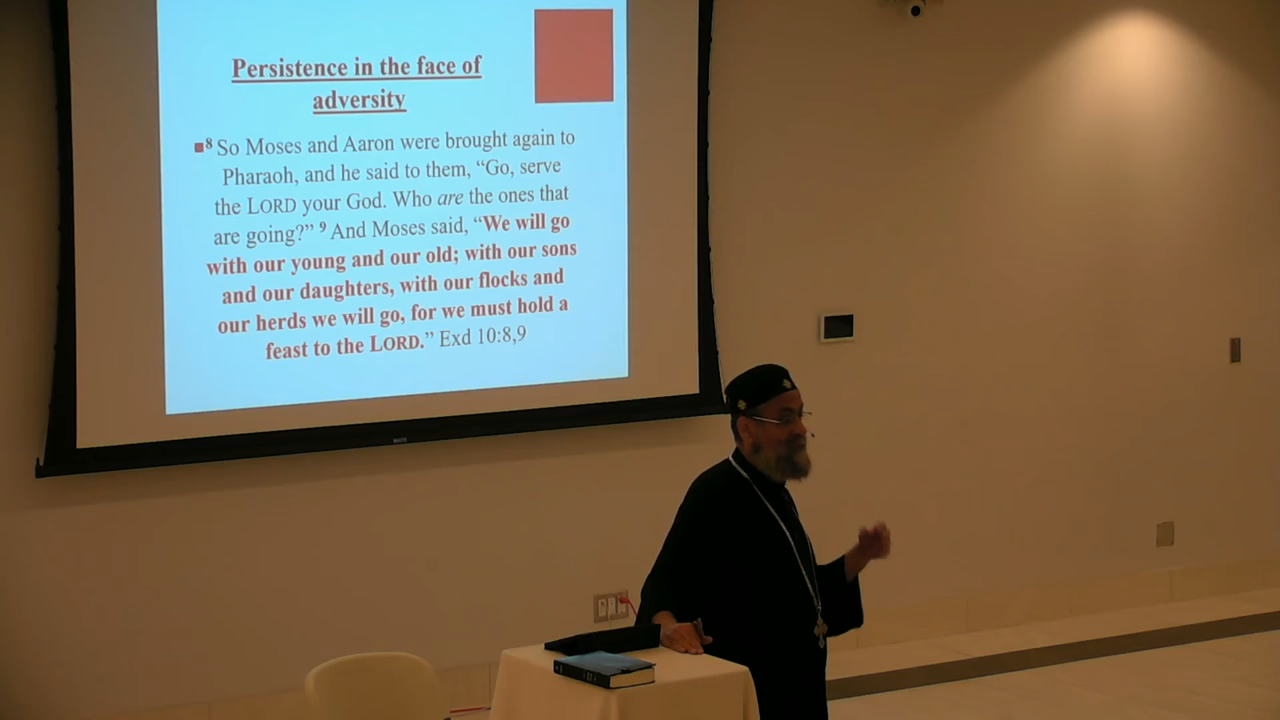 Persistence in the face of
adversity
8 So Moses and Aaron were brought again to
Pharaoh, and he said to them, “Go, serve
the LORD your God. Who are the ones that
are going?” 9 And Moses said, “We will go
with our young and our old; with our sons
and our daughters, with our flocks and
our herds we will go, for we must hold a
feast to the LORD.” Exd 10:8,9